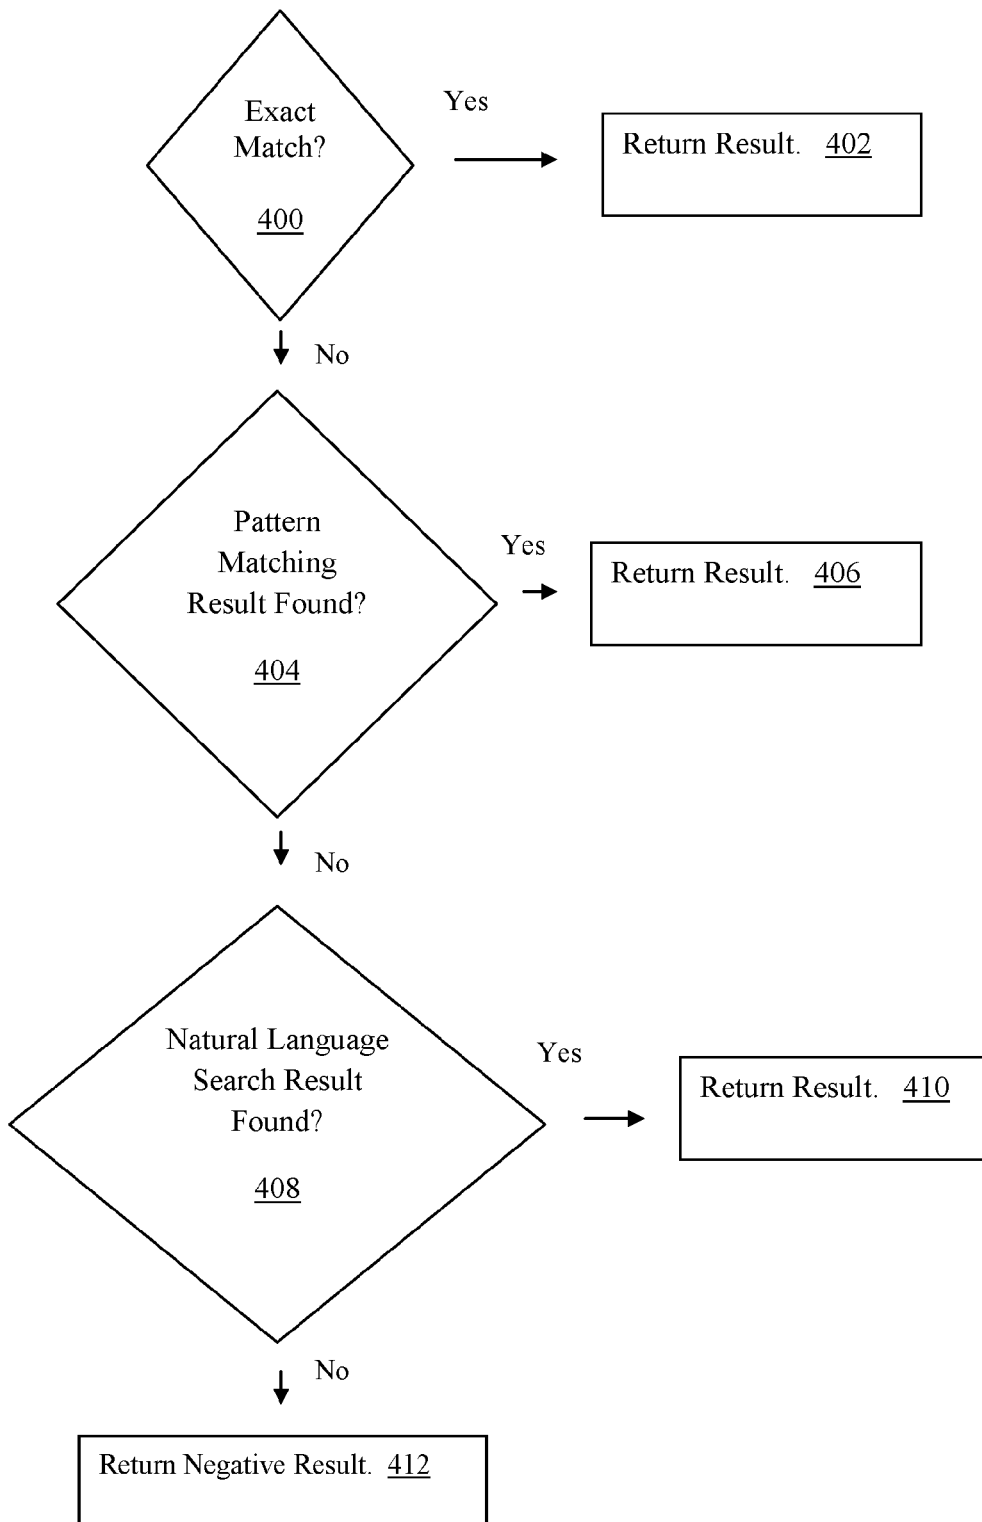 Exact
Match?
400
Yes
Return Result. 402
No
Pattern
Matching
Result Found?
404
Yes
Return Result. 406
No
Natural Language
Search Result
Found?
408
Yes
Return Result. 410
No
Return Negative Result. 412